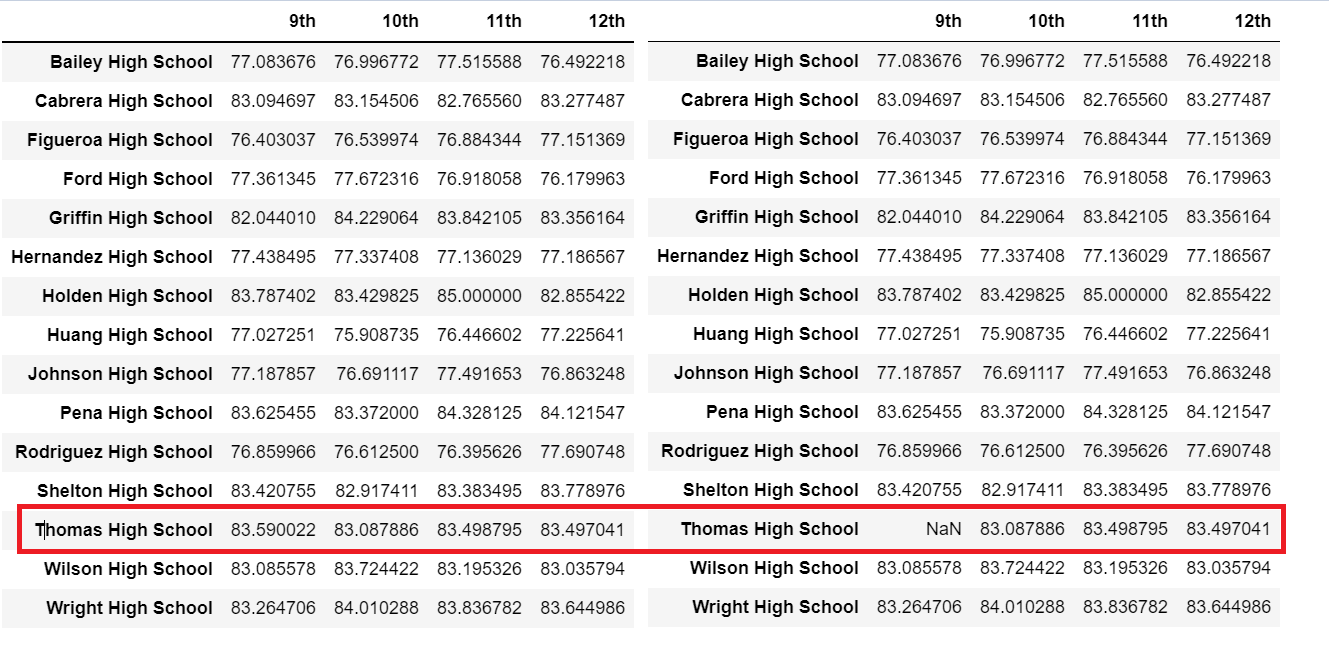 9th 10th 11th 12th 9th 10th 11th 12th
Bailey High School 77.083676 76.996772 77.515588 76.492218 Bailey High School 77.083676 76.996772 77.515588 76.492218
Cabrera High School 83.094697 83.154506 82.765560 83.277487 Cabrera High School 83.094697 83.154506 82.765560 83.277487
Figueroa High School 76.403037 76.539974 76.884344 77.151369 Figueroa High School 76.403037 76.539974 76.884344 77.151369
Ford High School 77.361345 77.672316 76.918058 76.179963 Ford High School 77.361345 77.672316 76.918058 76.179963
Griffin High School 82.044010 84.229064 83.842105 83.356164 Griffin High School 82.044010 84.229064 83.842105 83.356164
Hernandez High School 77.438495 77.337408 77.136029 77.186567 Hernandez High School 77.438495 77.337408 77.136029 77.186567
Holden High School 83.787402 83.429825 85.000000 82.855422 Holden High School 83.787402 83.429825 85.000000 82.855422
Huang High School 77.027251 75.908735 76.446602 77.225641 Huang High School 77.027251 75.908735 76.446602 77.225641
Johnson High School 77.187857 76.691117 77.491653 76.863248 Johnson High School 77.187857 76.691117 77.491653 76.863248
Pena High School 83.625455 83.372000 84.328125 84.121547 Pena High School 83.625455 83.372000 84.328125 84.121547
Rodriguez High School 76.859966 76.612500 76.395626 77.690748 Rodriguez High School 76.859966 76.612500 76.395626 77.690748
Shelton High School 83.420755 82.917411 83.383495 83.778976 Shelton High School 83.420755 82.917411 83.383495 83.778976
Thomas High School 83.590022 83.087886 83.498795 83.497041 Thomas High School NaN 83.087886 83.498795 83.497041
Wilson High School 83.085578 83.724422 83.195326 83.035794 Wilson High School 83.085578 83.724422 83.195326 83.035794
Wright High School 83.264706 84.010288 83.836782 83.644986 Wright High School 83.264706 84.010288 83.836782 83.644986